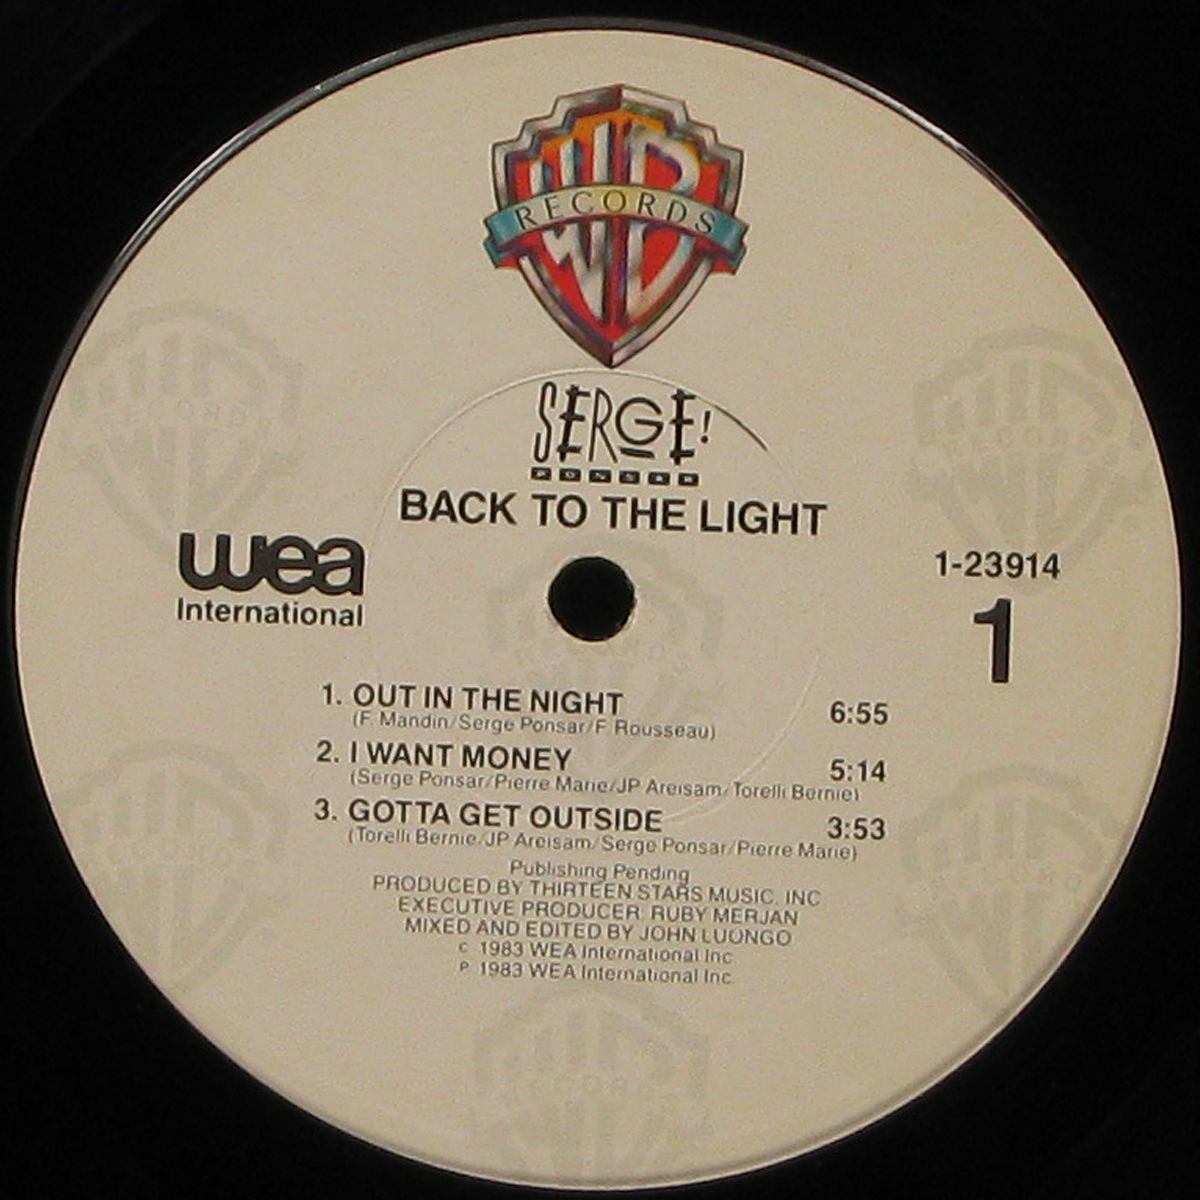 RECORDS
SERGE!
PONSAR
BACK TO THE LIGHT
wea
International
1-23914
1
1. OUT IN THE NIGHT 6:55
(F. Mandin/Serge Ponsar/F. Rousseau)
2. I WANT MONEY 5:14
(Serge Ponsar/Pierre Marie/JP Areisam/Torelli Bernie)
3. GOTTA GET OUTSIDE 3:53
(Torelli Bernie/JP Areisam/Serge Ponsar/Pierre Marie)
Publishing Pending
PRODUCED BY THIRTEEN STARS MUSIC, INC
EXECUTIVE PRODUCER: RUBY MERJAN
MIXED AND EDITED BY JOHN LUONGO
C 1983 WEA International Inc.
P 1983 WEA International Inc.